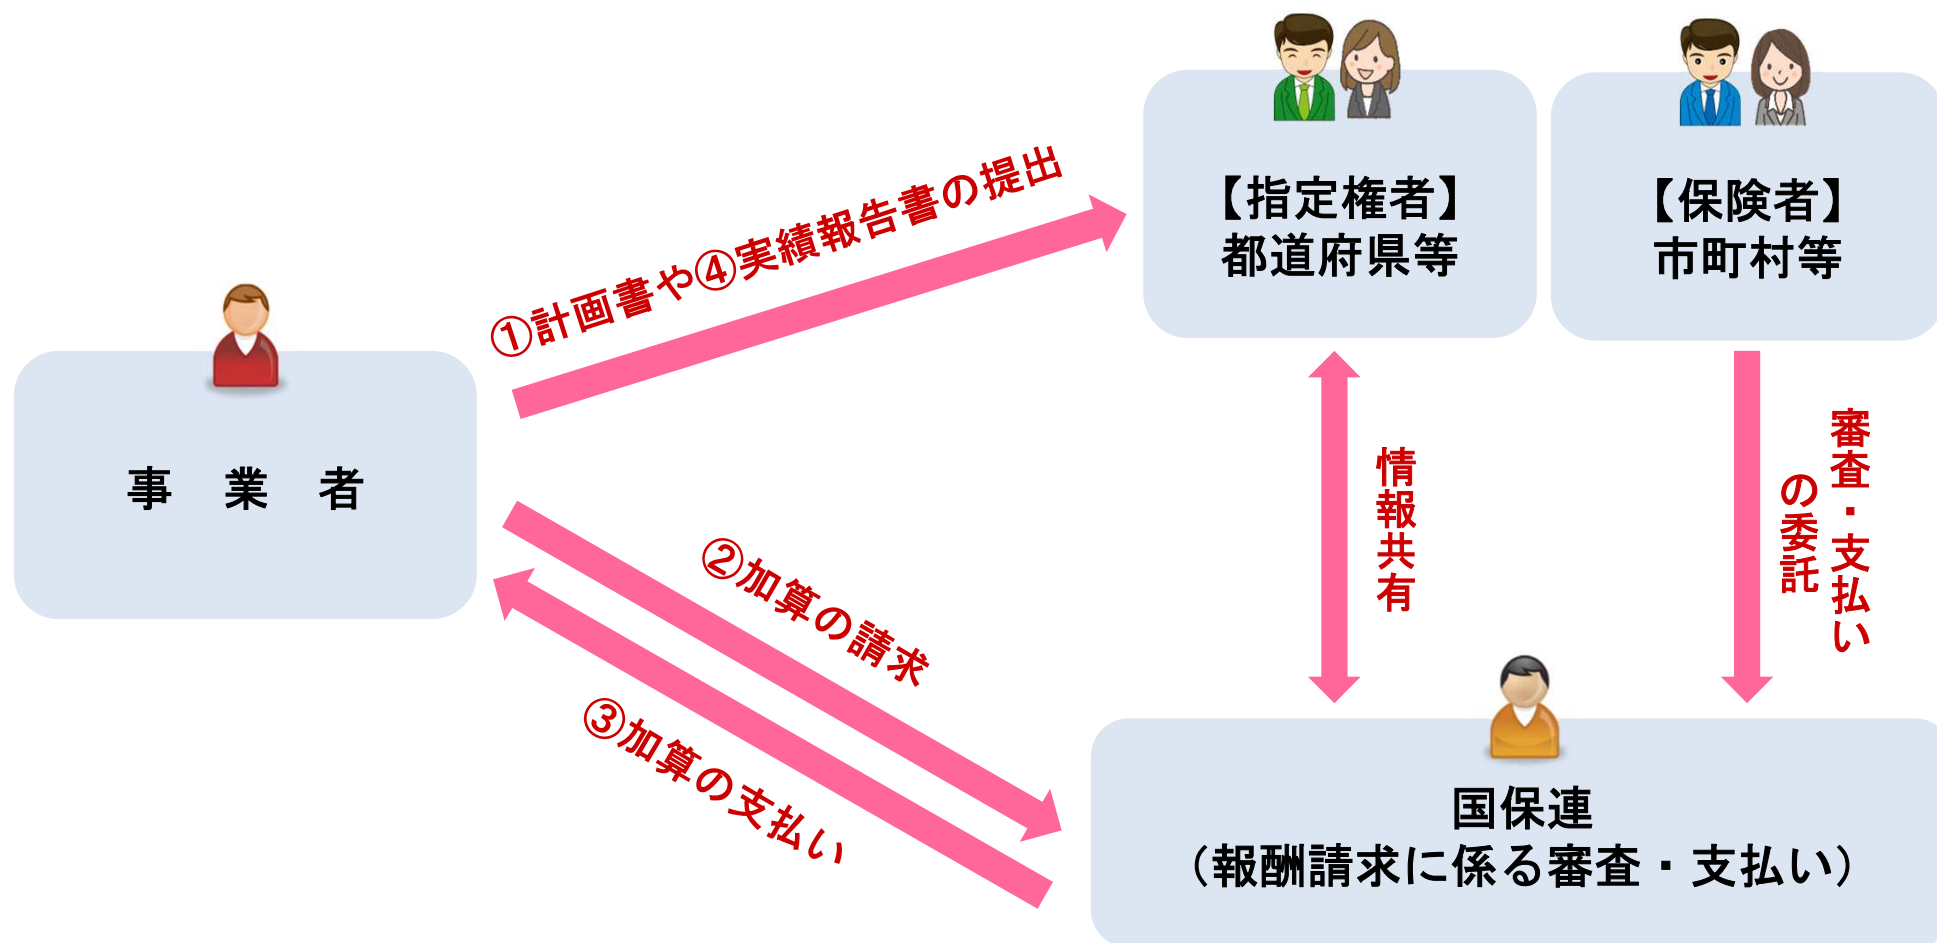 【指定権者】
都道府県等
【保険者】
市町村等
①計画書や④実績報告書の提出
事　業　者
情報共有
審査・支払い
の委託
②加算の請求
③加算の支払い
国保連
（報酬請求に係る審査・支払い）